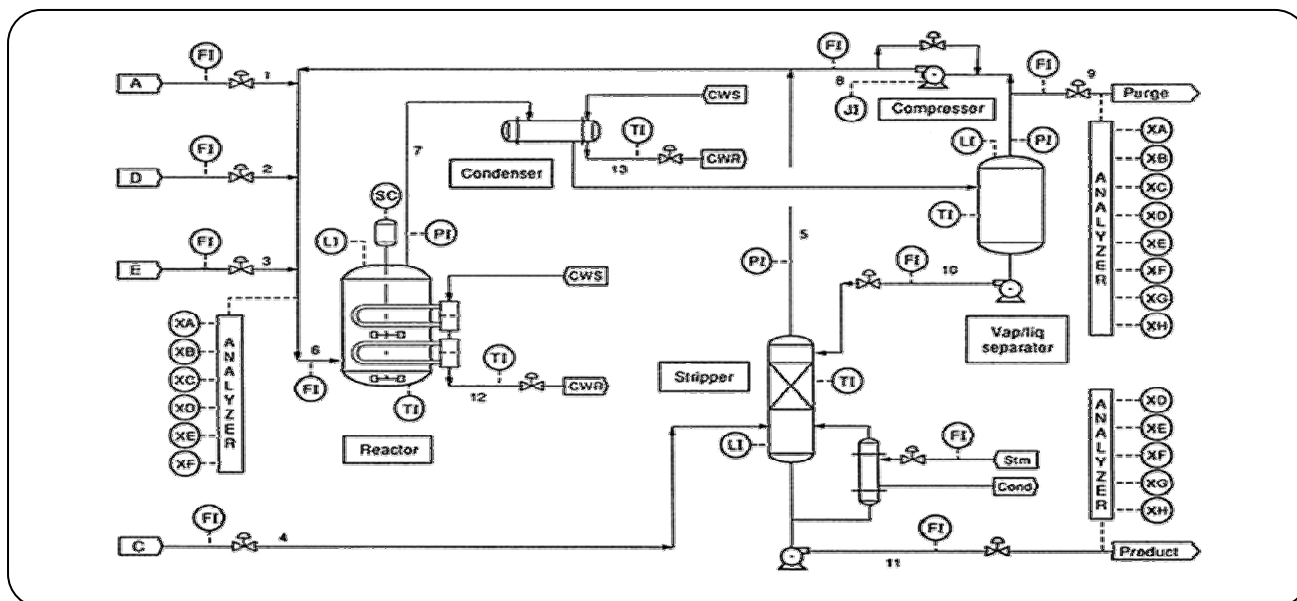 FI
A
1
FI
D
2
FI
E
3
XA
XB
XC
XD
XE
XF
ANALYZER
6
FI
LI
SC
PI
7
TI
Reactor
CWS
TI
12
CWR
Condenser
CWS
TI
13
CWR
FI
8
JI
Compressor
FI
9
Purge
LI
PI
TI
ANALYZER
XA
XB
XC
XD
XE
XF
XG
XH
5
PI
FI
10
Vap/liq
separator
Stripper
TI
LI
FI
Stm
Cond
ANALYZER
XD
XE
XF
XG
XH
FI
C
4
FI
11
Product